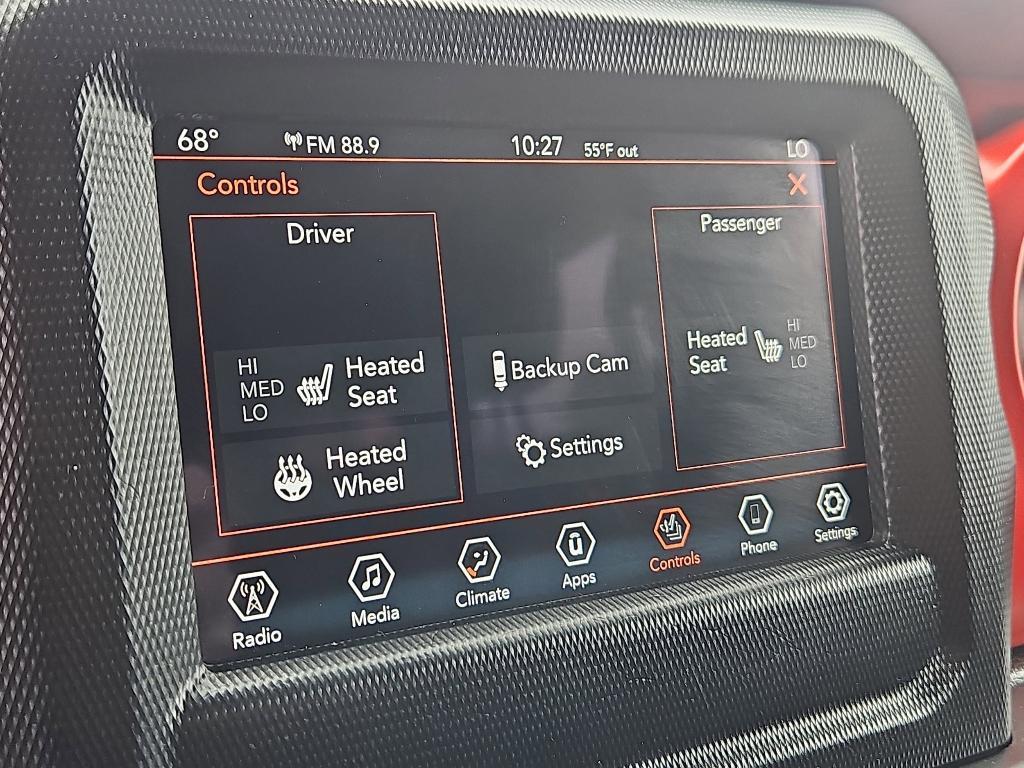 68° FM 88.9 10:27 55°F out LO
Controls X
Driver
Passenger
HI
MED
LO
Heated
Seat
Heated
Wheel
Backup Cam
Settings
Heated
Seat
HI
MED
LO
Radio Media Climate Apps Controls Phone Settings